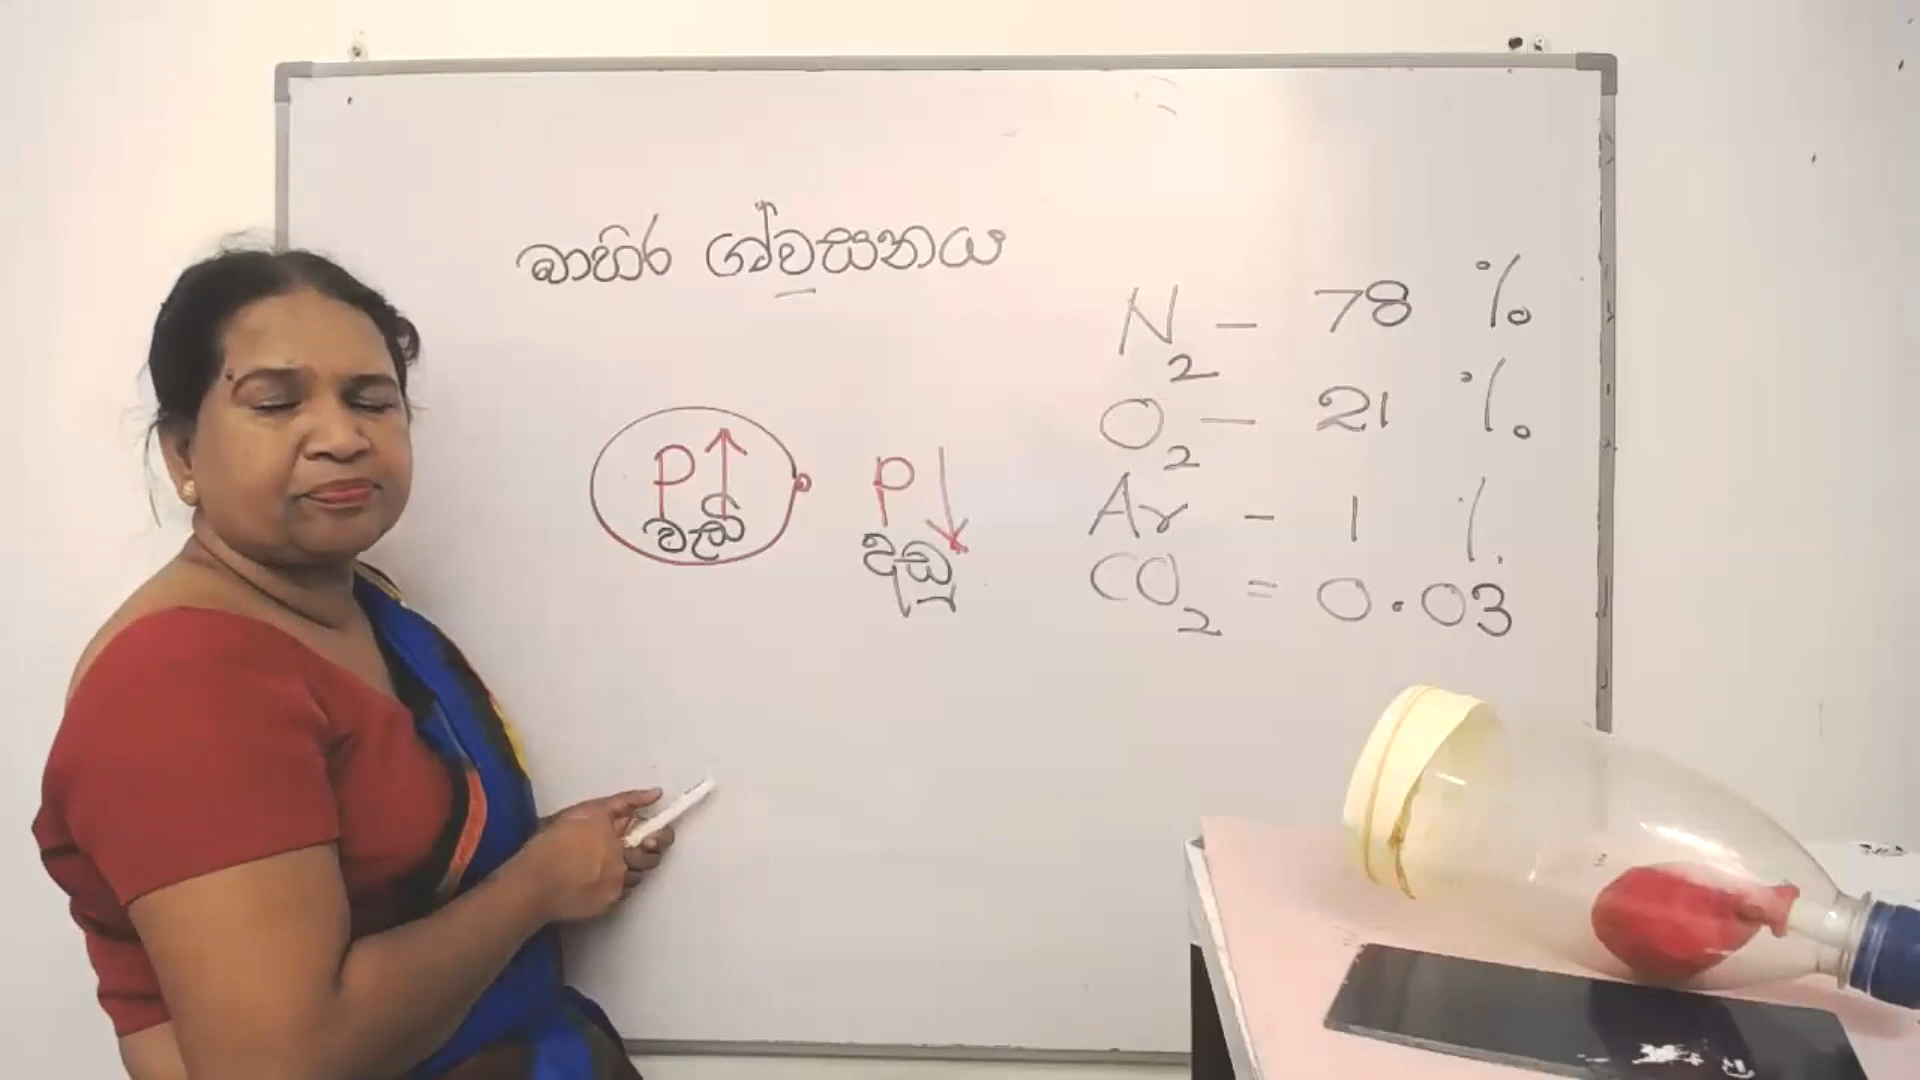 බාහිර ශ්වසනය
P↑ වැඩි
P↓ අඩු
N2 - 78 %
O2 - 21 %
Ar - 1 %
CO2 = 0.03